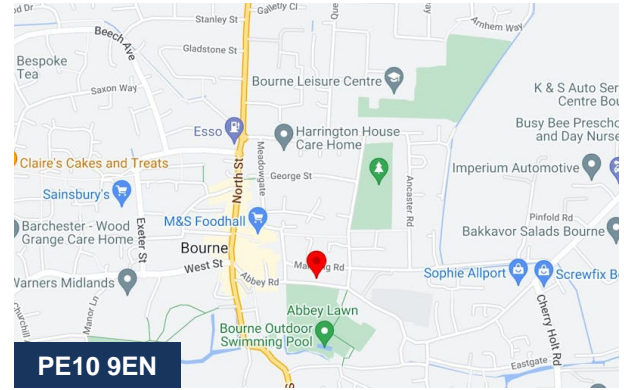 Stanley St
Arnhem Way
Beech Ave
Gladstone St
Bespoke
Tea
Bourne Leisure Centre
Saxon Way
K & S Auto Ser
Centre Bou
Esso
Harrington House
Care Home
Busy Bee Prescho
and Day Nurse
Meadowgate
North St
Claire's Cakes and Treats
George St
Ancaster Rd
Imperium Automotive
Sainsbury's
Exeter St
M&S Foodhall
Pinfold Rd
Barchester - Wood
Grange Care Home
Bakkavor Salads Bourne
Bourne
West St
Abbey Rd
Sophie Allport
Screwfix Bo
Warners Midlands
Manor Ln
Abbey Lawn
Cherry Holt Rd
Bourne Outdoor
Swimming Pool
Eastgate
PE10 9EN